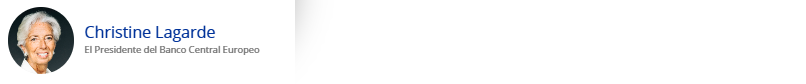 Christine Lagarde
El Presidente del Banco Central Europeo